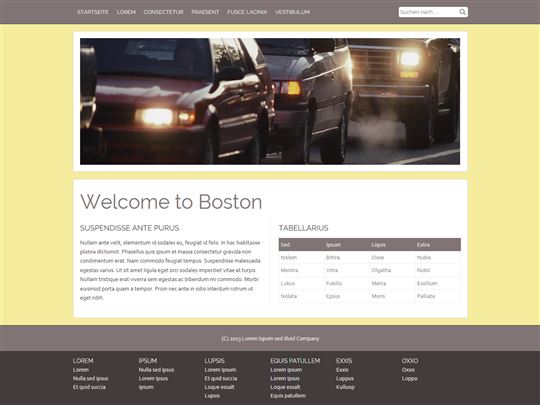 STARTSEITE LOREM CONSECTETUR PRAESENT FUSCE LACINIA VESTIBULUM Suchen nach ...
Welcome to Boston
SUSPENDISSE ANTE PURUS
Nullam ante velit, elementum id sodales eu, feugiat id felis. In hac habitasse
platea dictumst. Phasellus quis ipsum et massa consectetur gravida non
condimentum erat. Nam commodo feugiat tempus. Suspendisse malesuada
egestas varius. Ut sit amet ligula eget orci sodales imperdiet vitae at turpis.
Nullam tristique erat ac viverra sem egestas ac bibendum mi commodo. Morbi
euismod porta quam a tempor. Proin nec ante in odio interdum rutrum ut
eget nibh.
TABELLARIUS
Sed Ipsum Liquis Extra
Nolem Bittra Oxxe Nubis
Mentra Vitra Olgatha Nobil
Lukus Fokillo Metra Exellium
Nolata Epsus Muris Palliata
(C) 2013 Lorem Ispum sed illuid Company
LOREM
Lorem
Nulla sed ipsus
Et quid succia
IPSUM
Nulla sed ipsus
Lorem Ipsus
Ipsum
LUPSIS
Lorem Ipsum
Et quid succia
Loque essalt
Lupsis
EQUIS PATULLEM
Lorem Ipsum
Lorem Ipsus
Loque essalt
Equis patullem
EXXIS
Exxis
Luppus
Kulluop
OXXO
Oxxo
Loppo